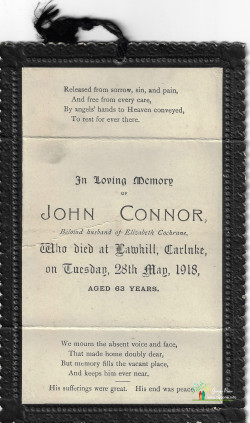 Released from sorrow, sin, and pain,
And free from every care,
By angels' hands to Heaven conveyed,
To rest for ever there.
In Loving Memory
OF
JOHN CONNOR,
Beloved husband of Elizabeth Cochrane,
Who died at Lawhill, Carluke,
on Tuesday, 28th May, 1918,
AGED 63 YEARS.
We mourn the absent voice and face,
That made home doubly dear,
But memory fills the vacant place,
And keeps him ever near.
His sufferings were great. His end was peace.